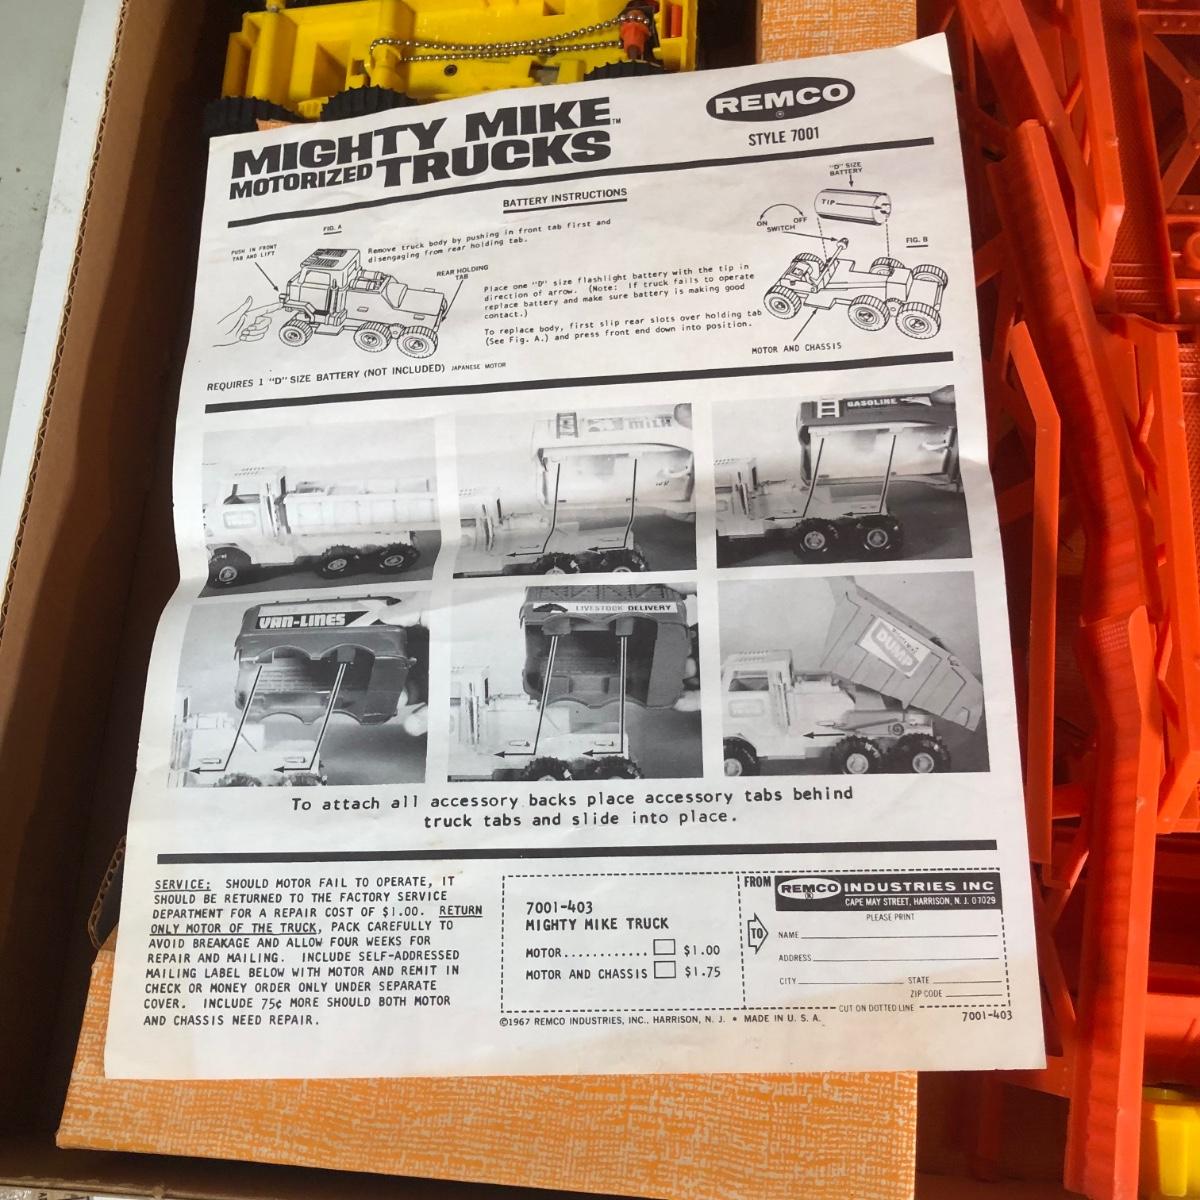 MIGHTY MIKE™
MOTORIZED TRUCKS
REMCO
®
STYLE 7001
BATTERY INSTRUCTIONS
FIG. A
PUSH IN FRONT
TAB AND LIFT
Remove truck body by pushing in front tab first and
disengaging from rear holding tab.
REAR HOLDING
TAB
Place one "D" size flashlight battery with the tip in
direction of arrow. (Note: If truck fails to operate
replace battery and make sure battery is making good
contact.)
To replace body, first slip rear slots over holding tab
(See Fig. A.) and press front end down into position.
"D" SIZE
BATTERY
TIP
ON OFF
SWITCH
FIG. B
MOTOR AND CHASSIS
REQUIRES 1 "D" SIZE BATTERY (NOT INCLUDED) JAPANESE MOTOR
MILK
GASOLINE
VAN-LINES
LIVESTOCK DELIVERY
DUMP
To attach all accessory backs place accessory tabs behind
truck tabs and slide into place.
SERVICE: SHOULD MOTOR FAIL TO OPERATE, IT
SHOULD BE RETURNED TO THE FACTORY SERVICE
DEPARTMENT FOR A REPAIR COST OF $1.00. RETURN
ONLY MOTOR OF THE TRUCK, PACK CAREFULLY TO
AVOID BREAKAGE AND ALLOW FOUR WEEKS FOR
REPAIR AND MAILING. INCLUDE SELF-ADDRESSED
MAILING LABEL BELOW WITH MOTOR AND REMIT IN
CHECK OR MONEY ORDER ONLY UNDER SEPARATE
COVER. INCLUDE 75¢ MORE SHOULD BOTH MOTOR
AND CHASSIS NEED REPAIR.
7001-403
MIGHTY MIKE TRUCK
MOTOR............ $1.00
MOTOR AND CHASSIS $1.75
FROM
REMCO ® INDUSTRIES INC
CAPE MAY STREET, HARRISON, N. J. 07029
PLEASE PRINT
TO
NAME
ADDRESS
CITY STATE
ZIP CODE
CUT ON DOTTED LINE
©1967 REMCO INDUSTRIES, INC., HARRISON, N. J. • MADE IN U. S. A.
7001-403